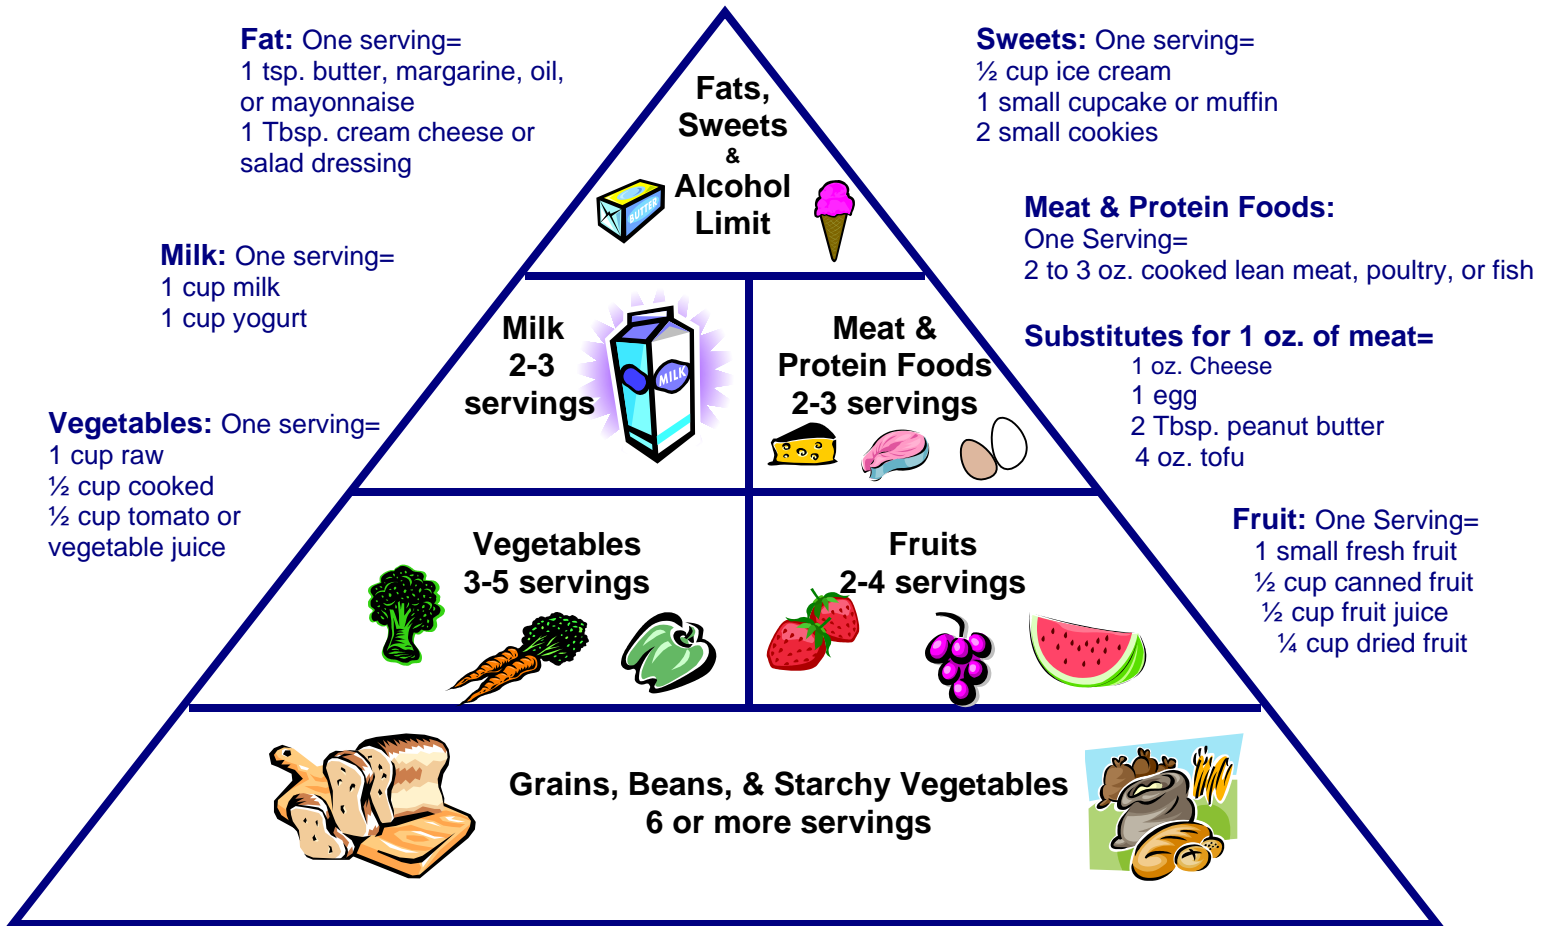 Fat: One serving=
1 tsp. butter, margarine, oil,
or mayonnaise
1 Tbsp. cream cheese or
salad dressing
Milk: One serving=
1 cup milk
1 cup yogurt
Vegetables: One serving=
1 cup raw
½ cup cooked
½ cup tomato or
vegetable juice
Fats,
Sweets
&
Alcohol
Limit
BUTTER
Milk
2-3
servings
MILK
Meat &
Protein Foods
2-3 servings
Vegetables
3-5 servings
Fruits
2-4 servings
Grains, Beans, & Starchy Vegetables
6 or more servings
Sweets: One serving=
½ cup ice cream
1 small cupcake or muffin
2 small cookies
Meat & Protein Foods:
One Serving=
2 to 3 oz. cooked lean meat, poultry, or fish
Substitutes for 1 oz. of meat=
1 oz. Cheese
1 egg
2 Tbsp. peanut butter
4 oz. tofu
Fruit: One Serving=
1 small fresh fruit
½ cup canned fruit
½ cup fruit juice
¼ cup dried fruit